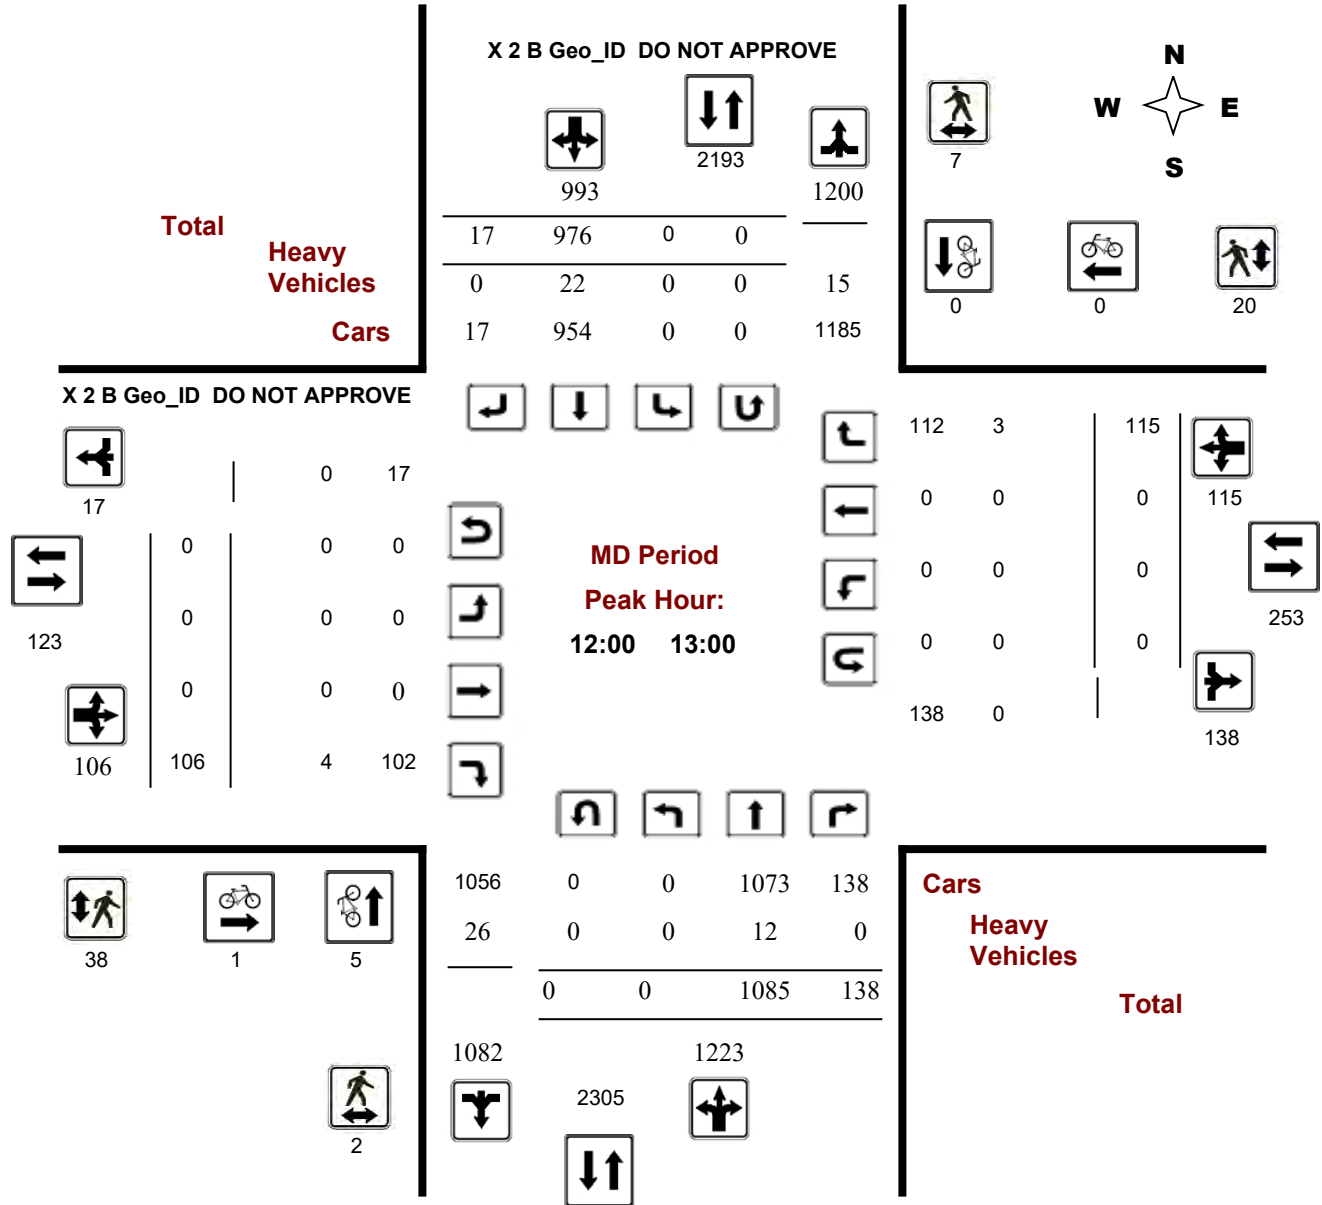 X 2 B Geo_ID DO NOT APPROVE
N
W E
S
2193
7
993 1200
Total
17 976 0 0
Heavy
Vehicles
0 22 0 0 15
0 0 20
Cars
17 954 0 0 1185
X 2 B Geo_ID DO NOT APPROVE
112 3 115
0 17
17
0 0 0 115
0 0 0
MD Period
0 0 0
Peak Hour:
0 0 0
253
123
12:00 13:00
0 0 0
0 0 0
138 0
138
106
106 4 102
1056 0 0 1073 138
Cars
26 0 0 12 0
Heavy
Vehicles
38 1 5
0 0 1085 138
Total
1082 1223
2305
2